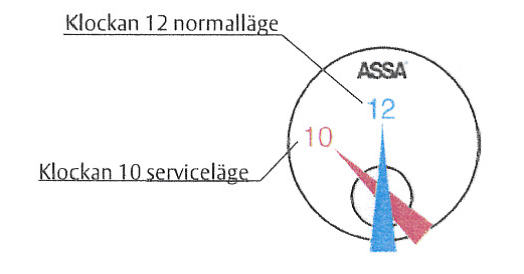 Klockan 12 normalläge
ASSA
12
10
Klockan 10 serviceläge